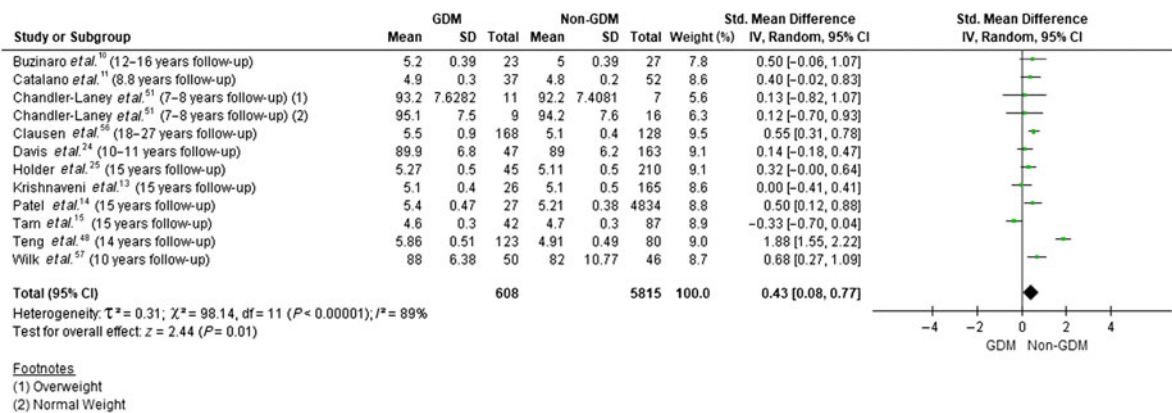 GDM Non-GDM Std. Mean Difference Std. Mean Difference
Study or Subgroup Mean SD Total Mean SD Total Weight (%) IV, Random, 95% CI IV, Random, 95% CI
Buzinaro et al.¹⁰ (12–16 years follow-up) 5.2 0.39 23 5 0.39 27 7.8 0.50 [-0.06, 1.07]
Catalano et al.¹¹ (8.8 years follow-up) 4.9 0.3 37 4.8 0.2 52 8.6 0.40 [-0.02, 0.83]
Chandler-Laney et al.⁵¹ (7–8 years follow-up) (1) 93.2 7.6282 11 92.2 7.4081 7 5.6 0.13 [-0.82, 1.07]
Chandler-Laney et al.⁵¹ (7–8 years follow-up) (2) 95.1 7.5 9 94.2 7.6 16 6.3 0.12 [-0.70, 0.93]
Clausen et al.⁵⁶ (18–27 years follow-up) 5.5 0.9 168 5.1 0.4 128 9.5 0.55 [0.31, 0.78]
Davis et al.²⁴ (10–11 years follow-up) 89.9 6.8 47 89 6.2 163 9.1 0.14 [-0.18, 0.47]
Holder et al.²⁵ (15 years follow-up) 5.27 0.5 45 5.11 0.5 210 9.1 0.32 [-0.00, 0.64]
Krishnaveni et al.¹³ (15 years follow-up) 5.1 0.4 26 5.1 0.5 165 8.6 0.00 [-0.41, 0.41]
Patel et al.¹⁴ (15 years follow-up) 5.4 0.47 27 5.21 0.38 4834 8.8 0.50 [0.12, 0.88]
Tam et al.¹⁵ (15 years follow-up) 4.6 0.3 42 4.7 0.3 87 8.9 −0.33 [-0.70, 0.04]
Teng et al.⁴⁸ (14 years follow-up) 5.86 0.51 123 4.91 0.49 80 9.0 1.88 [1.55, 2.22]
Wilk et al.⁵⁷ (10 years follow-up) 88 6.38 50 82 10.77 46 8.7 0.68 [0.27, 1.09]
Total (95% CI) 608 5815 100.0 0.43 [0.08, 0.77]
Heterogeneity: τ² = 0.31; χ² = 98.14, df = 11 (P < 0.00001); I² = 89%
Test for overall effect: z = 2.44 (P = 0.01)
−4 −2 0 2 4
GDM Non-GDM
Footnotes
(1) Overweight
(2) Normal Weight